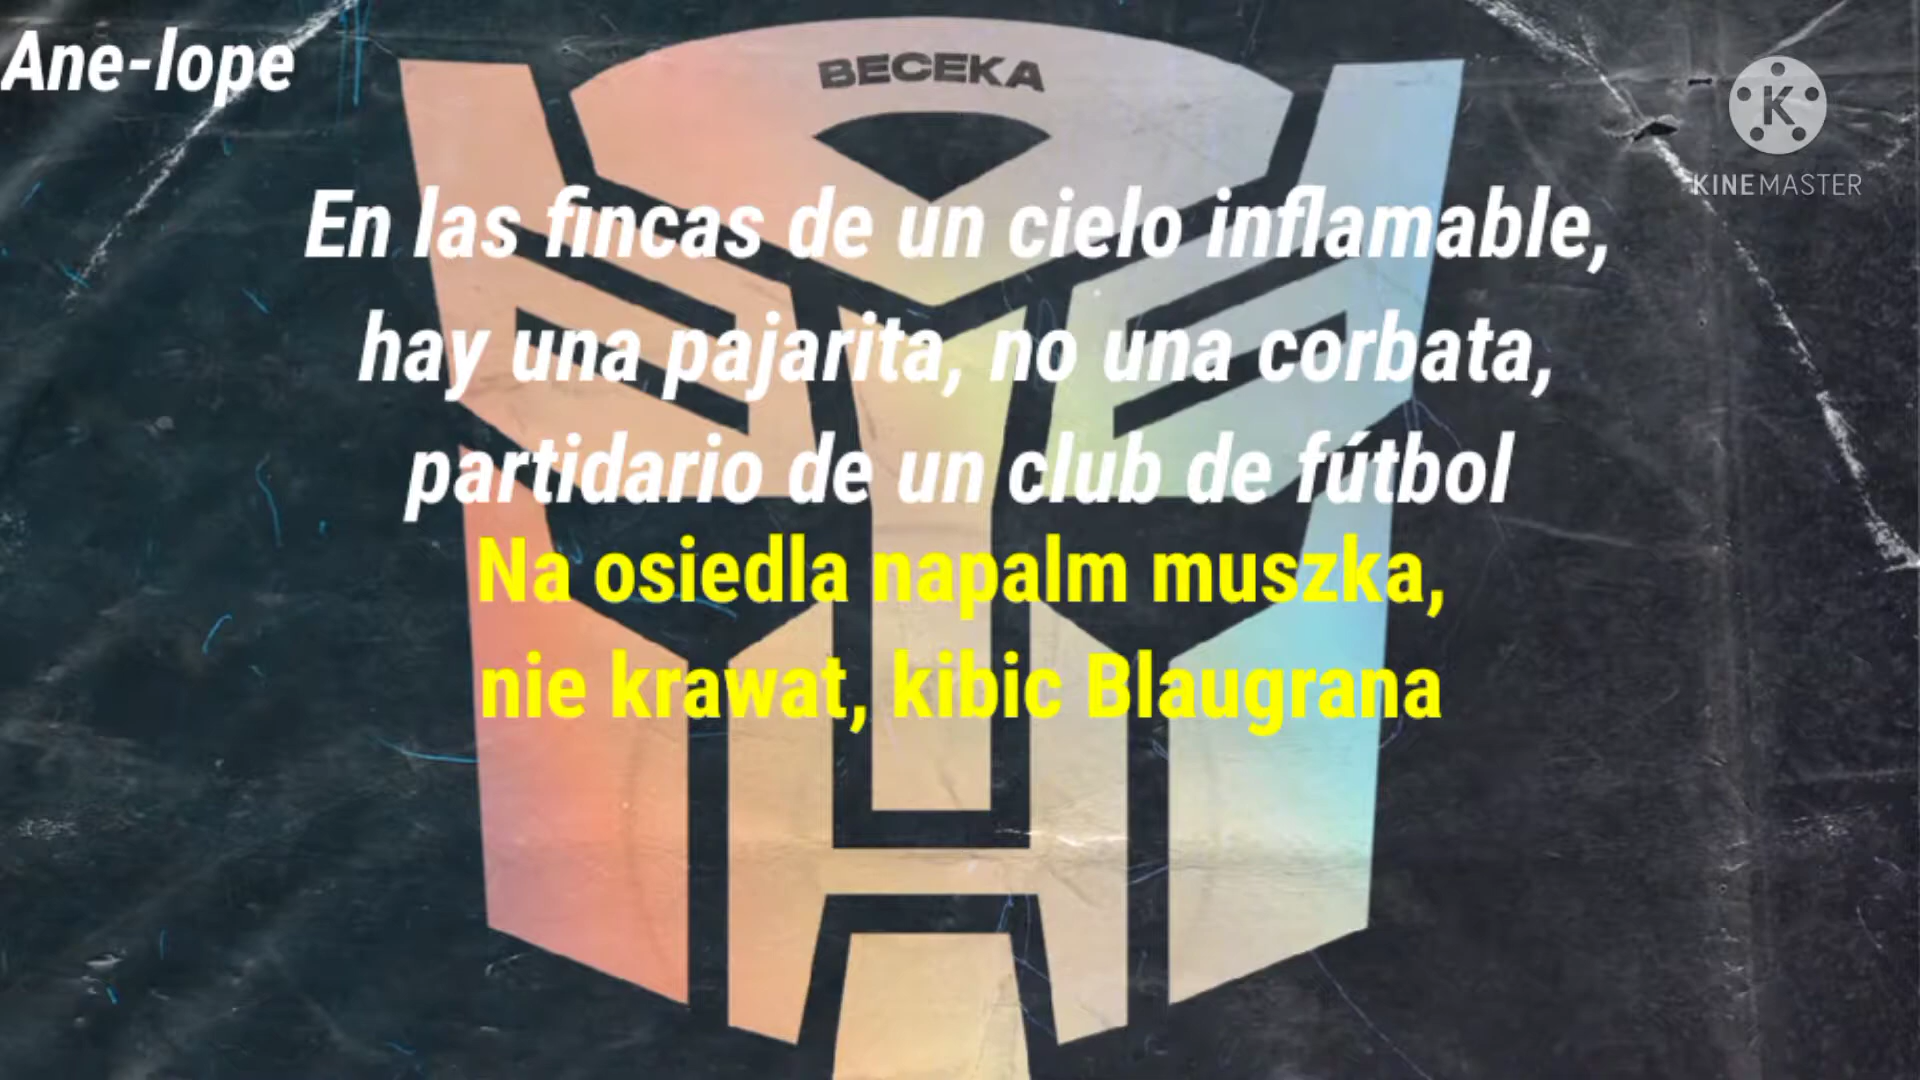 Ane-lope
BECEKA
K
KINEMASTER
En las fincas de un cielo inflamable,
hay una pajarita, no una corbata,
partidario de un club de fútbol
Na osiedla napalm muszka,
nie krawat, kibic Blaugrana